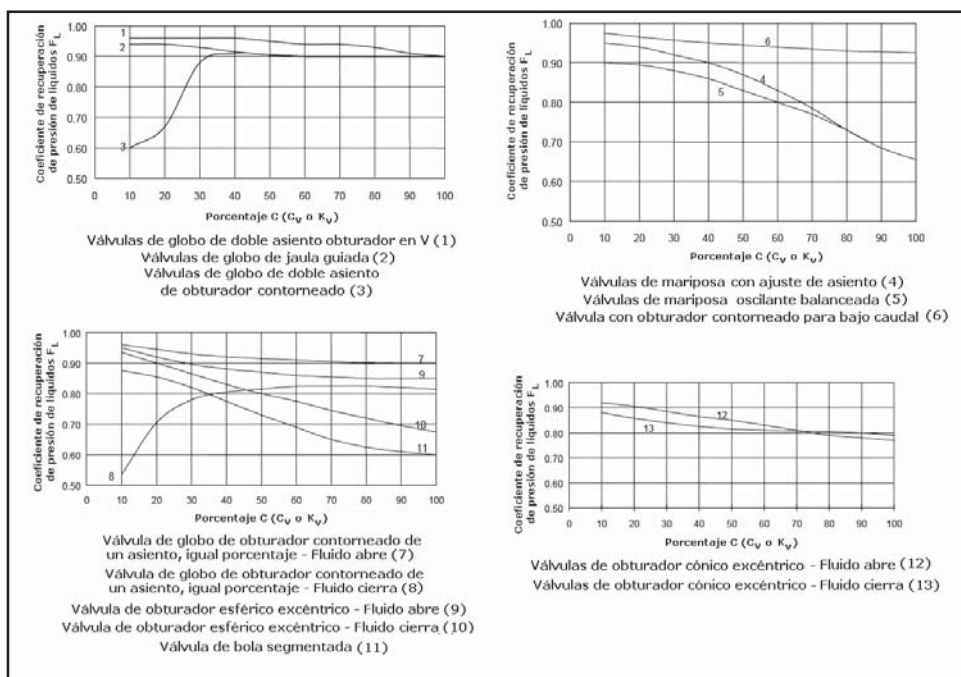 Coeficiente de recuperación
de presión de líquidos FL
1.00
0.90
0.80
0.70
0.60
0.50
1
2
3
0 10 20 30 40 50 60 70 80 90 100
Porcentaje C (CV o KV)
Válvulas de globo de doble asiento obturador en V (1)
Válvulas de globo de jaula guiada (2)
Válvulas de globo de doble asiento
de obturador contorneado (3)
Coeficiente de recuperación
de presión de líquidos FL
1.00
0.90
0.80
0.70
0.60
0.50
6
4
5
0 10 20 30 40 50 60 70 80 90 100
Porcentaje C (CV o KV)
Válvulas de mariposa con ajuste de asiento (4)
Válvulas de mariposa oscilante balanceada (5)
Válvula con obturador contorneado para bajo caudal (6)
Coeficiente de recuperación
de presión de líquidos FL
1.00
0.90
0.80
0.70
0.60
0.50
7
9
10
11
8
0 10 20 30 40 50 60 70 80 90 100
Porcentaje C (CV o KV)
Válvula de globo de obturador contorneado de
un asiento, igual porcentaje - Fluido abre (7)
Válvula de globo de obturador contorneado de
un asiento, igual porcentaje - Fluido cierra (8)
Válvula de obturador esférico excéntrico - Fluido abre (9)
Válvula de obturador esférico excéntrico - Fluido cierra (10)
Válvula de bola segmentada (11)
Coeficiente de recuperación
de presión de líquidos FL
1.00
0.90
0.80
0.70
0.60
0.50
12
13
0 10 20 30 40 50 60 70 80 90 100
Porcentaje C (CV o KV)
Válvulas de obturador cónico excéntrico - Fluido abre (12)
Válvulas de obturador cónico excéntrico - Fluido cierra (13)